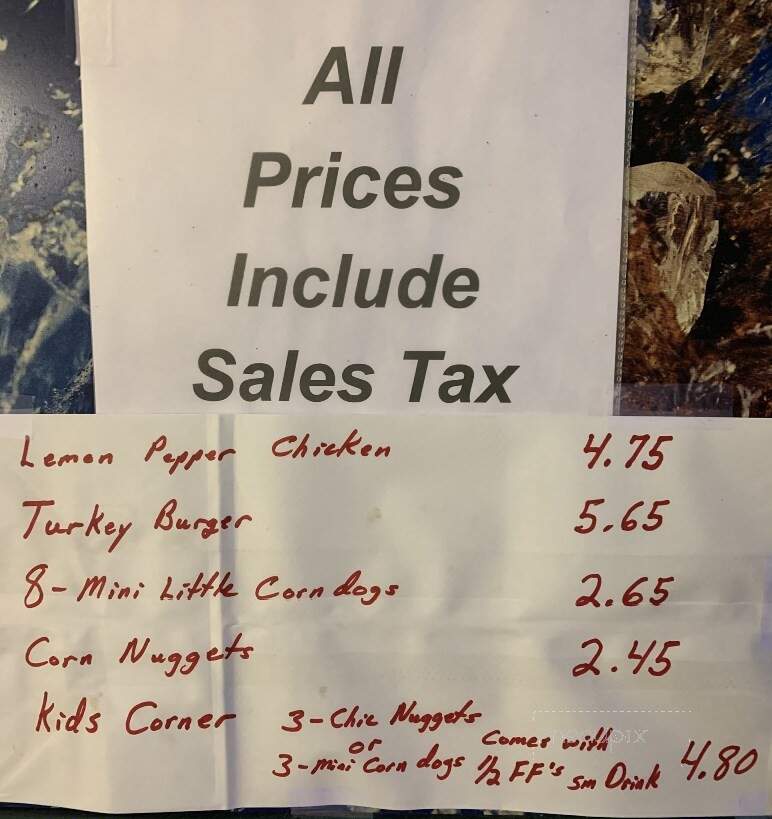 All
Prices
Include
Sales Tax
Lemon Pepper Chicken 4.75
Turkey Burger 5.65
8-Mini Little Corn dogs 2.65
Corn Nuggets 2.45
Kids Corner 3-Chic Nuggets
or
3-mini Corn dogs
Comes with
1/2 FF's sm Drink 4.80